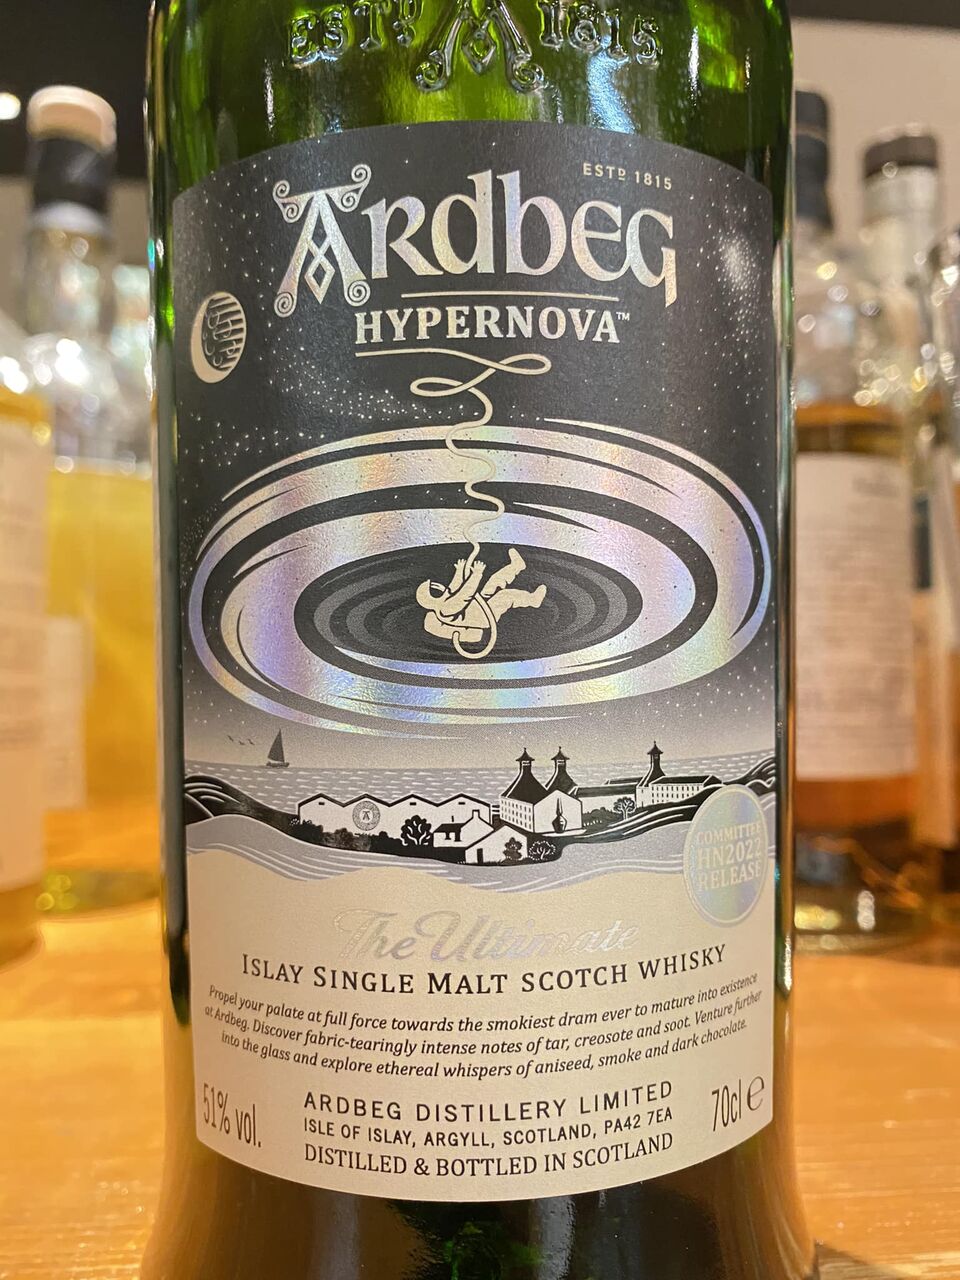 ESTD 1815
ESTD 1815
ARDBEG
HYPERNOVA™
COMMITTEE
HN2022
RELEASE
The Ultimate
ISLAY SINGLE MALT SCOTCH WHISKY
Propel your palate at full force towards the smokiest dram ever to mature into existence
at Ardbeg. Discover fabric-tearingly intense notes of tar, creosote and soot. Venture further
into the glass and explore ethereal whispers of aniseed, smoke and dark chocolate.
51% vol.
ARDBEG DISTILLERY LIMITED
ISLE OF ISLAY, ARGYLL, SCOTLAND, PA42 7EA
DISTILLED & BOTTLED IN SCOTLAND
70cl e